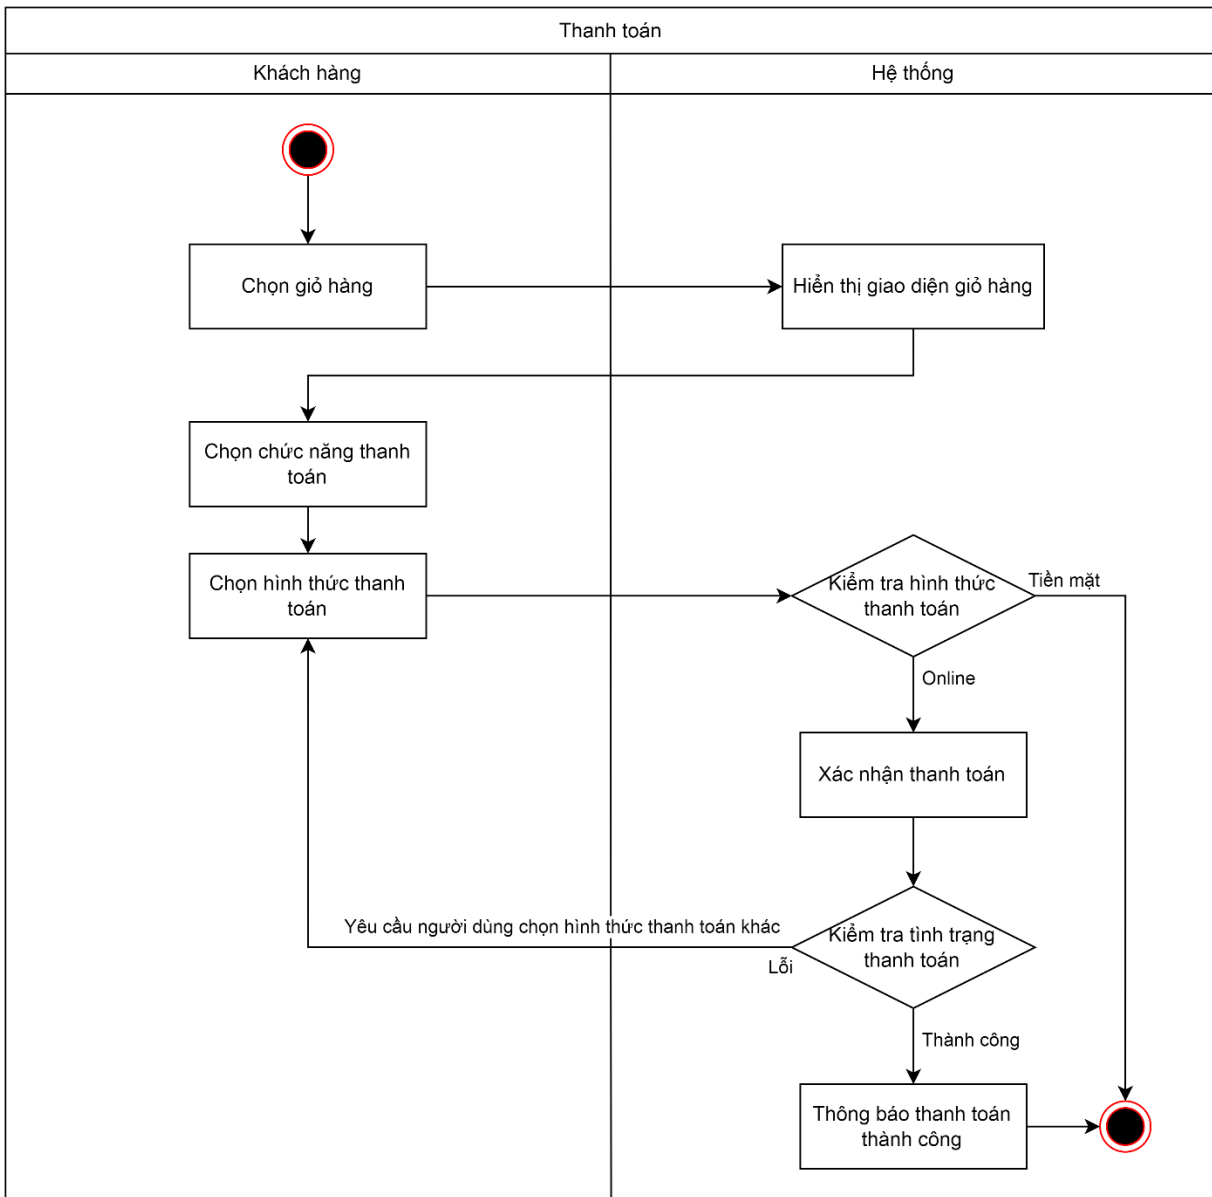 Thanh toán
Khách hàng
Hệ thống
Chọn giỏ hàng
Hiển thị giao diện giỏ hàng
Chọn chức năng thanh
toán
Chọn hình thức thanh
toán
Kiểm tra hình thức
thanh toán
Tiền mặt
Online
Xác nhận thanh toán
Yêu cầu người dùng chọn hình thức thanh toán khác
Kiểm tra tình trạng
thanh toán
Lỗi
Thành công
Thông báo thanh toán
thành công